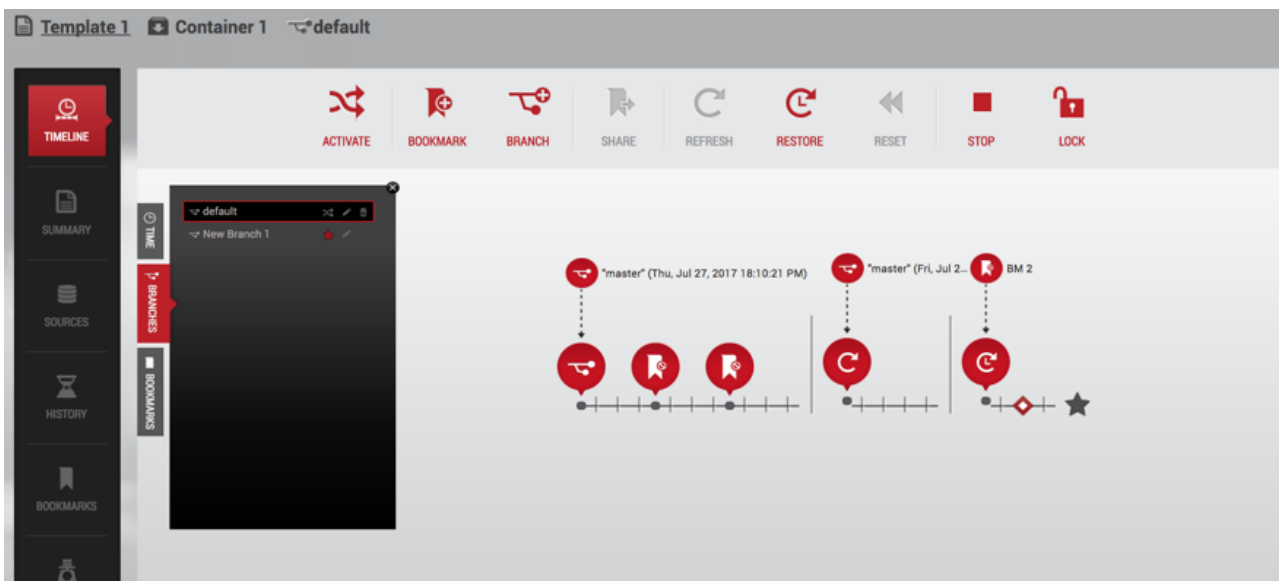 Template 1 Container 1 default
TIMELINE
SUMMARY
SOURCES
HISTORY
BOOKMARKS
ACTIVATE BOOKMARK BRANCH SHARE REFRESH RESTORE RESET STOP LOCK
TIME
BRANCHES
BOOKMARKS
default
New Branch 1
"master" (Thu, Jul 27, 2017 18:10:21 PM) "master" (Fri, Jul 2... BM 2